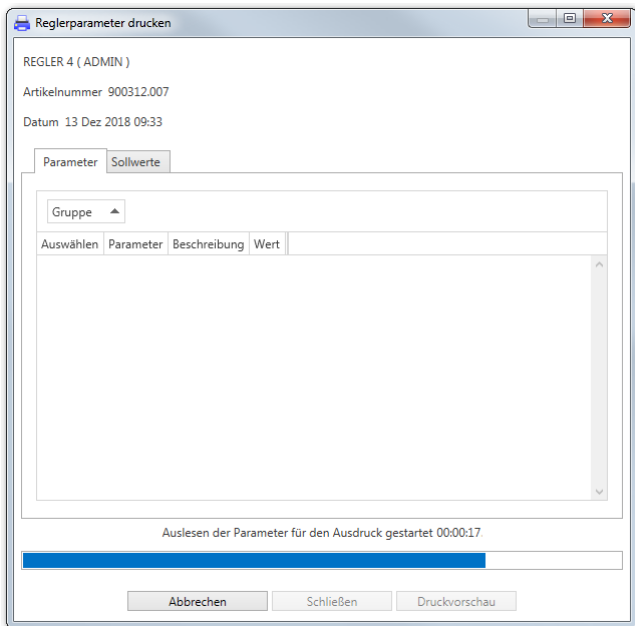 Reglerparameter drucken
REGLER 4 ( ADMIN )
Artikelnummer 900312.007
Datum 13 Dez 2018 09:33
Parameter Sollwerte
Gruppe
Auswählen Parameter Beschreibung Wert
Auslesen der Parameter für den Ausdruck gestartet 00:00:17
Abbrechen Schließen Druckvorschau